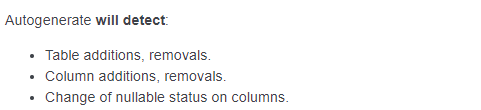 Autogenerate will detect:
Table additions, removals.
Column additions, removals.
Change of nullable status on columns.